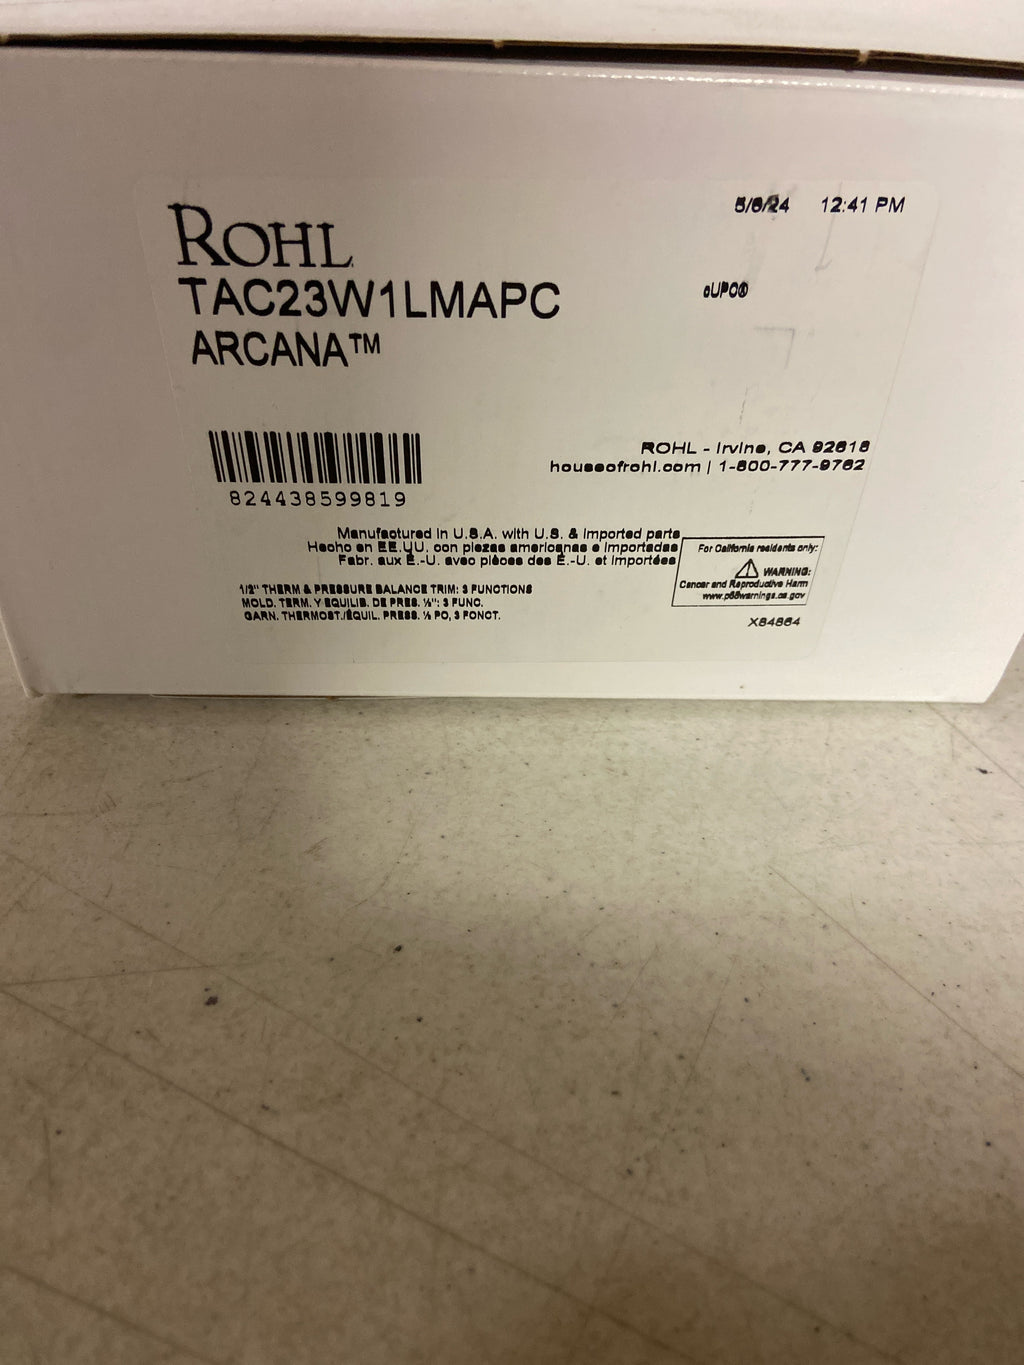 ROHL
5/8/24 12:41 PM
TAC23W1LMAPC
cUPC®
ARCANA™
824438599819
ROHL - Irvine, CA 92618
houseofrohl.com | 1-800-777-9762
Manufactured in U.S.A. with U.S. & imported parts
Hecho en EE.UU. con piezas americanas e importadas
Fabr. aux É.-U. avec pièces des É.-U. et importées
1/2" THERM & PRESSURE BALANCE TRIM: 3 FUNCTIONS
MOLD. TERM. Y EQUILIB. DE PRES. ½": 3 FUNC.
GARN. THERMOST./ÉQUIL. PRESS. ½ PO, 3 FONCT.
For California residents only:
⚠ WARNING:
Cancer and Reproductive Harm
www.p65warnings.ca.gov
X84864